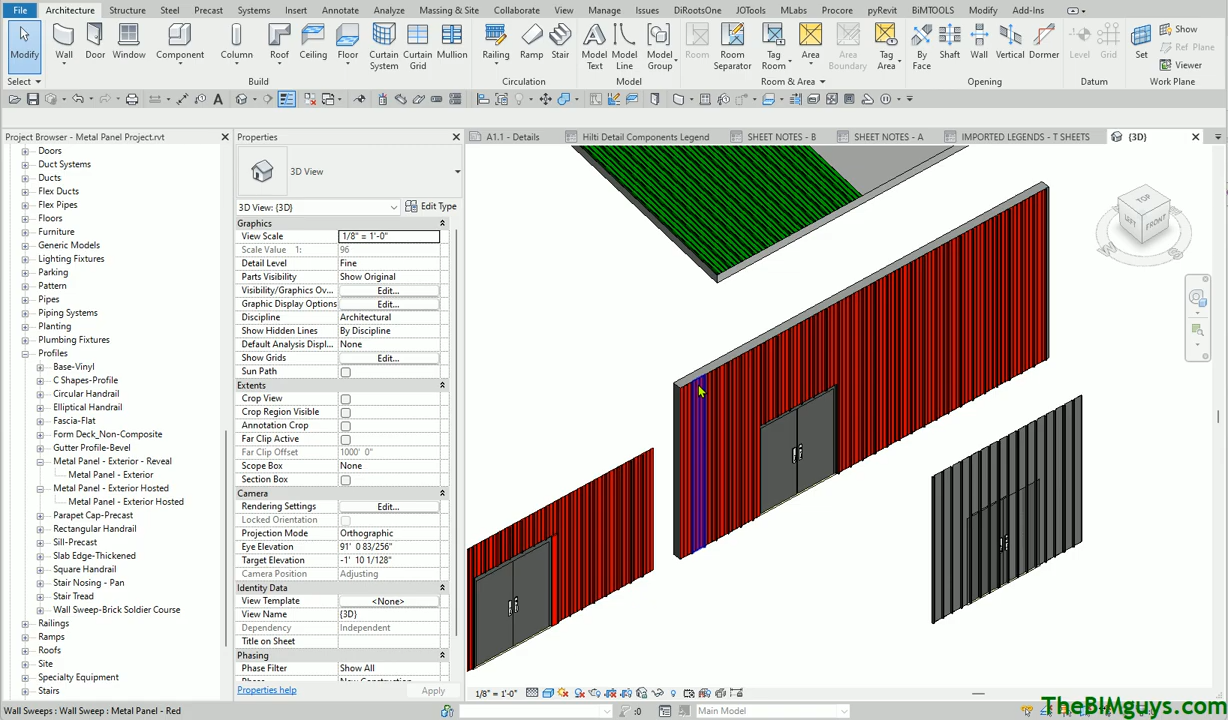 File Architecture Structure Steel Precast Systems Insert Annotate Analyze Massing & Site Collaborate View Manage Issues DiRootsOne JOTools MLabs Procore pyRevit BiMTOOLS Modify Add-Ins
Modify Wall Door Window Component Column Roof Ceiling Floor Curtain System Curtain Grid Mullion Railing Ramp Stair Model Text Model Line Model Group Room Room Separator Tag Room Area Area Boundary Tag Area By Face Shaft Wall Vertical Dormer Level Grid Set Show Ref Plane Viewer
Select Build Circulation Model Room & Area Opening Datum Work Plane
Project Browser - Metal Panel Project.rvt
Doors
Duct Systems
Ducts
Flex Ducts
Flex Pipes
Floors
Furniture
Generic Models
Lighting Fixtures
Mechanical Equipment
Parking
Pattern
Pipes
Piping Systems
Planting
Plumbing Fixtures
Profiles
Base-Vinyl
C Shapes-Profile
Circular Handrail
Elliptical Handrail
Fascia-Flat
Form Deck_Non-Composite
Gutter Profile-Bevel
Metal Panel - Exterior - Reveal
Metal Panel - Exterior
Metal Panel - Exterior Hosted
Metal Panel - Exterior Hosted
Parapet Cap-Precast
Rectangular Handrail
Sill-Precast
Slab Edge-Thickened
Square Handrail
Stair Nosing - Pan
Stair Tread
Wall Sweep-Brick Soldier Course
Railings
Ramps
Roofs
Site
Specialty Equipment
Stairs
Properties
3D View
3D View: {3D} Edit Type
Graphics
View Scale 1/8" = 1'-0"
Scale Value 1: 96
Detail Level Fine
Parts Visibility Show Original
Visibility/Graphics Ov... Edit...
Graphic Display Options Edit...
Discipline Architectural
Show Hidden Lines By Discipline
Default Analysis Displ... None
Show Grids Edit...
Sun Path
Extents
Crop View
Crop Region Visible
Annotation Crop
Far Clip Active
Far Clip Offset 1000' 0"
Scope Box None
Section Box
Camera
Rendering Settings Edit...
Locked Orientation
Projection Mode Orthographic
Eye Elevation 91' 0 83/256"
Target Elevation -1' 10 1/128"
Camera Position Adjusting
Identity Data
View Template <None>
View Name {3D}
Dependency Independent
Title on Sheet
Phasing
Phase Filter Show All
Properties help Apply
A1.1 - Details Hilti Detail Components Legend SHEET NOTES - B SHEET NOTES - A IMPORTED LEGENDS - T SHEETS {3D}
TOP
LEFT FRONT
W S
1/8" = 1'-0"
Wall Sweeps : Wall Sweep : Metal Panel - Red :0 Main Model
TheBIMguys.com